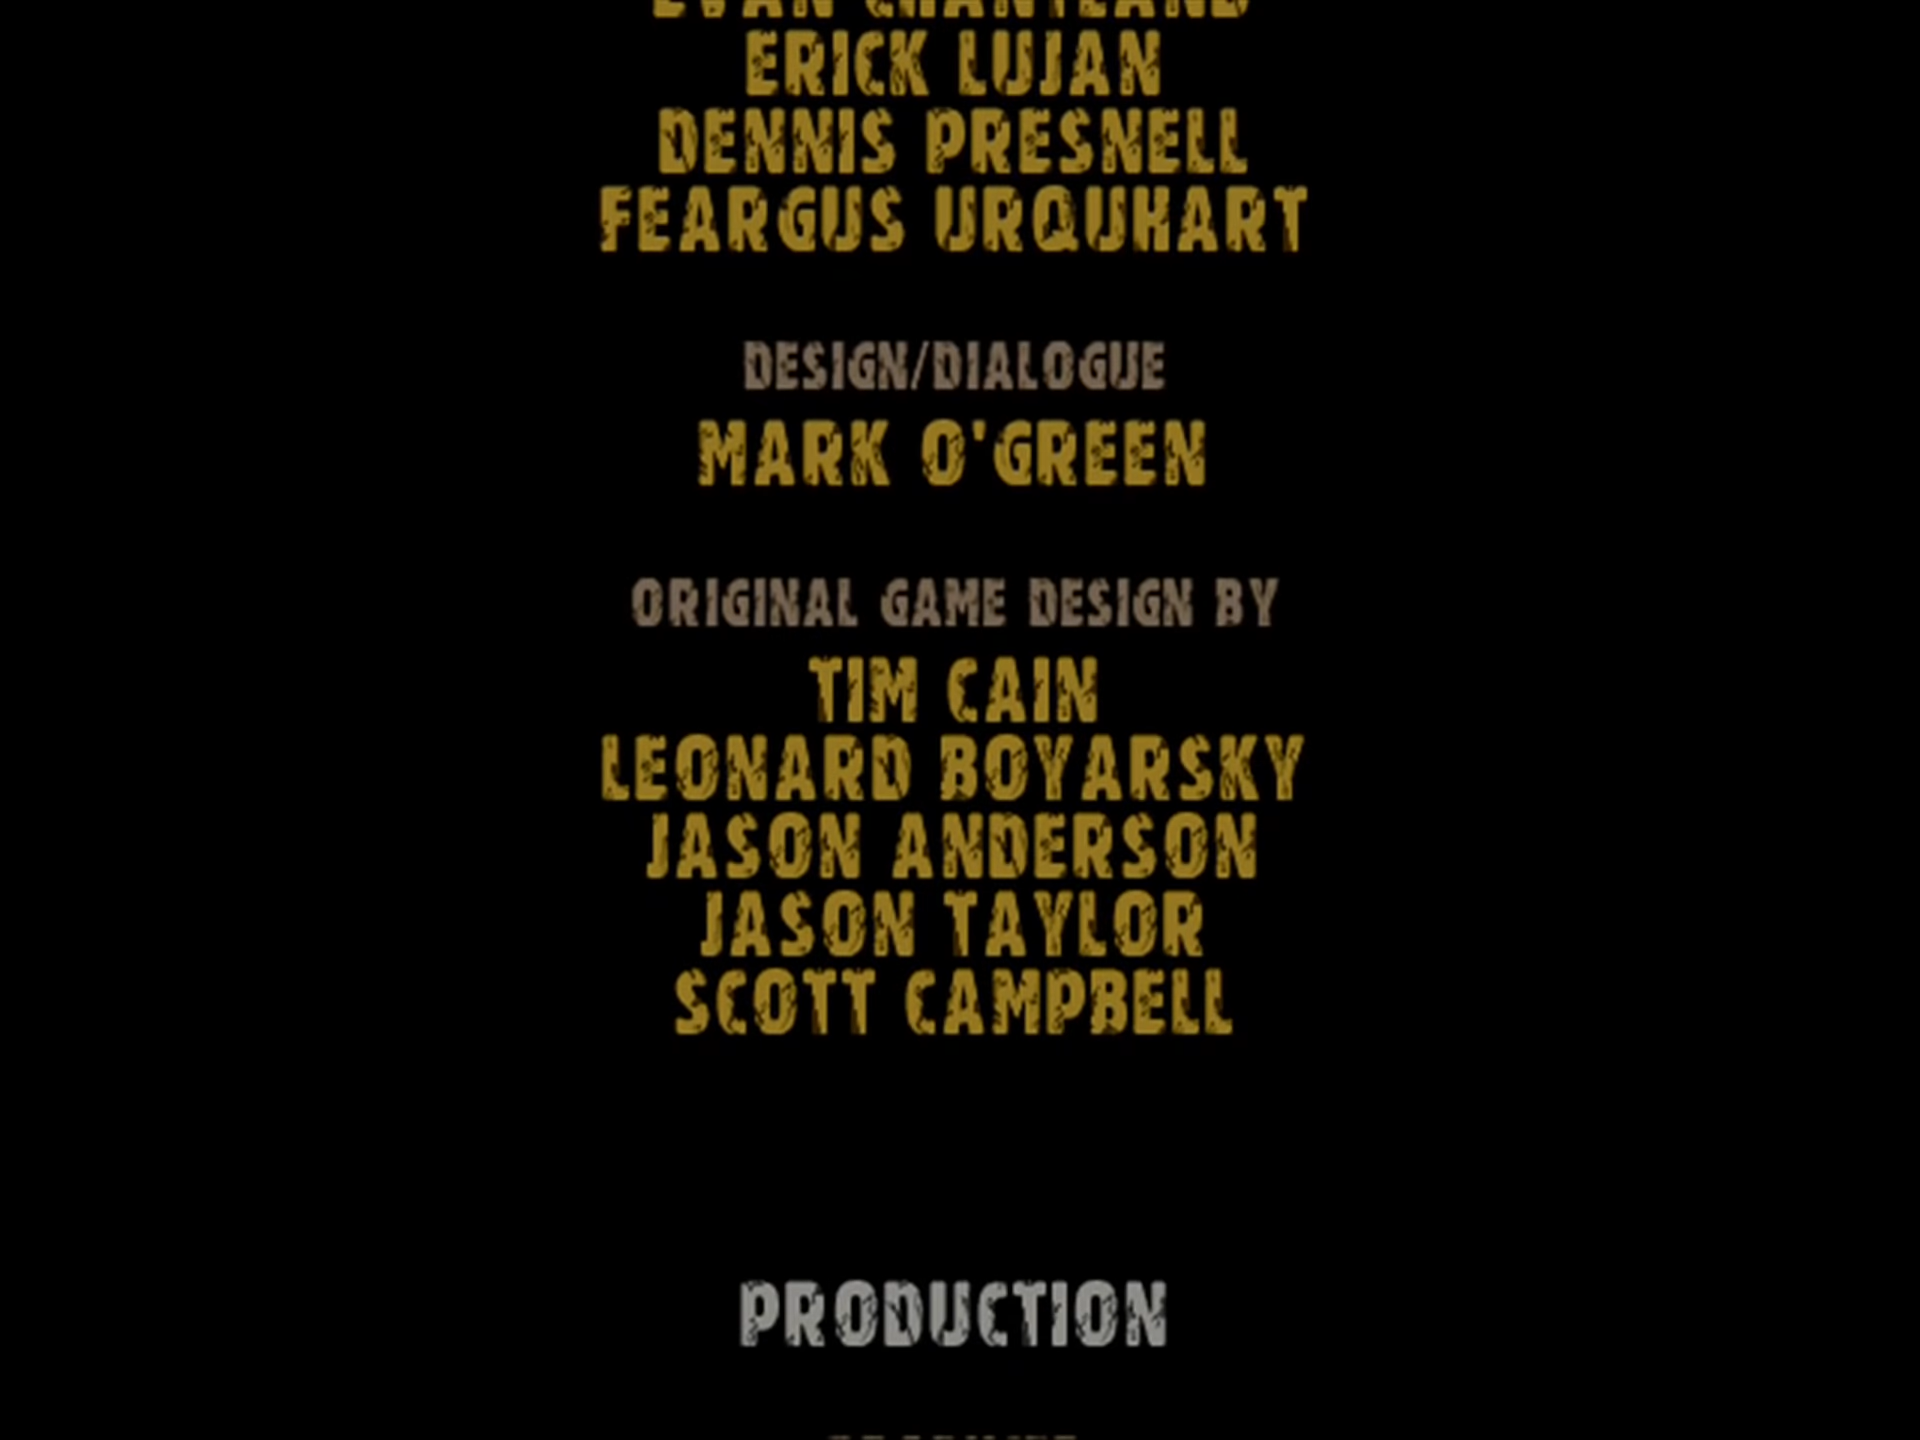 ERICK LUJAN
DENNIS PRESNELL
FEARGUS URQUHART
DESIGN/DIALOGUE
MARK O'GREEN
ORIGINAL GAME DESIGN BY
TIM CAIN
LEONARD BOYARSKY
JASON ANDERSON
JASON TAYLOR
SCOTT CAMPBELL
PRODUCTION